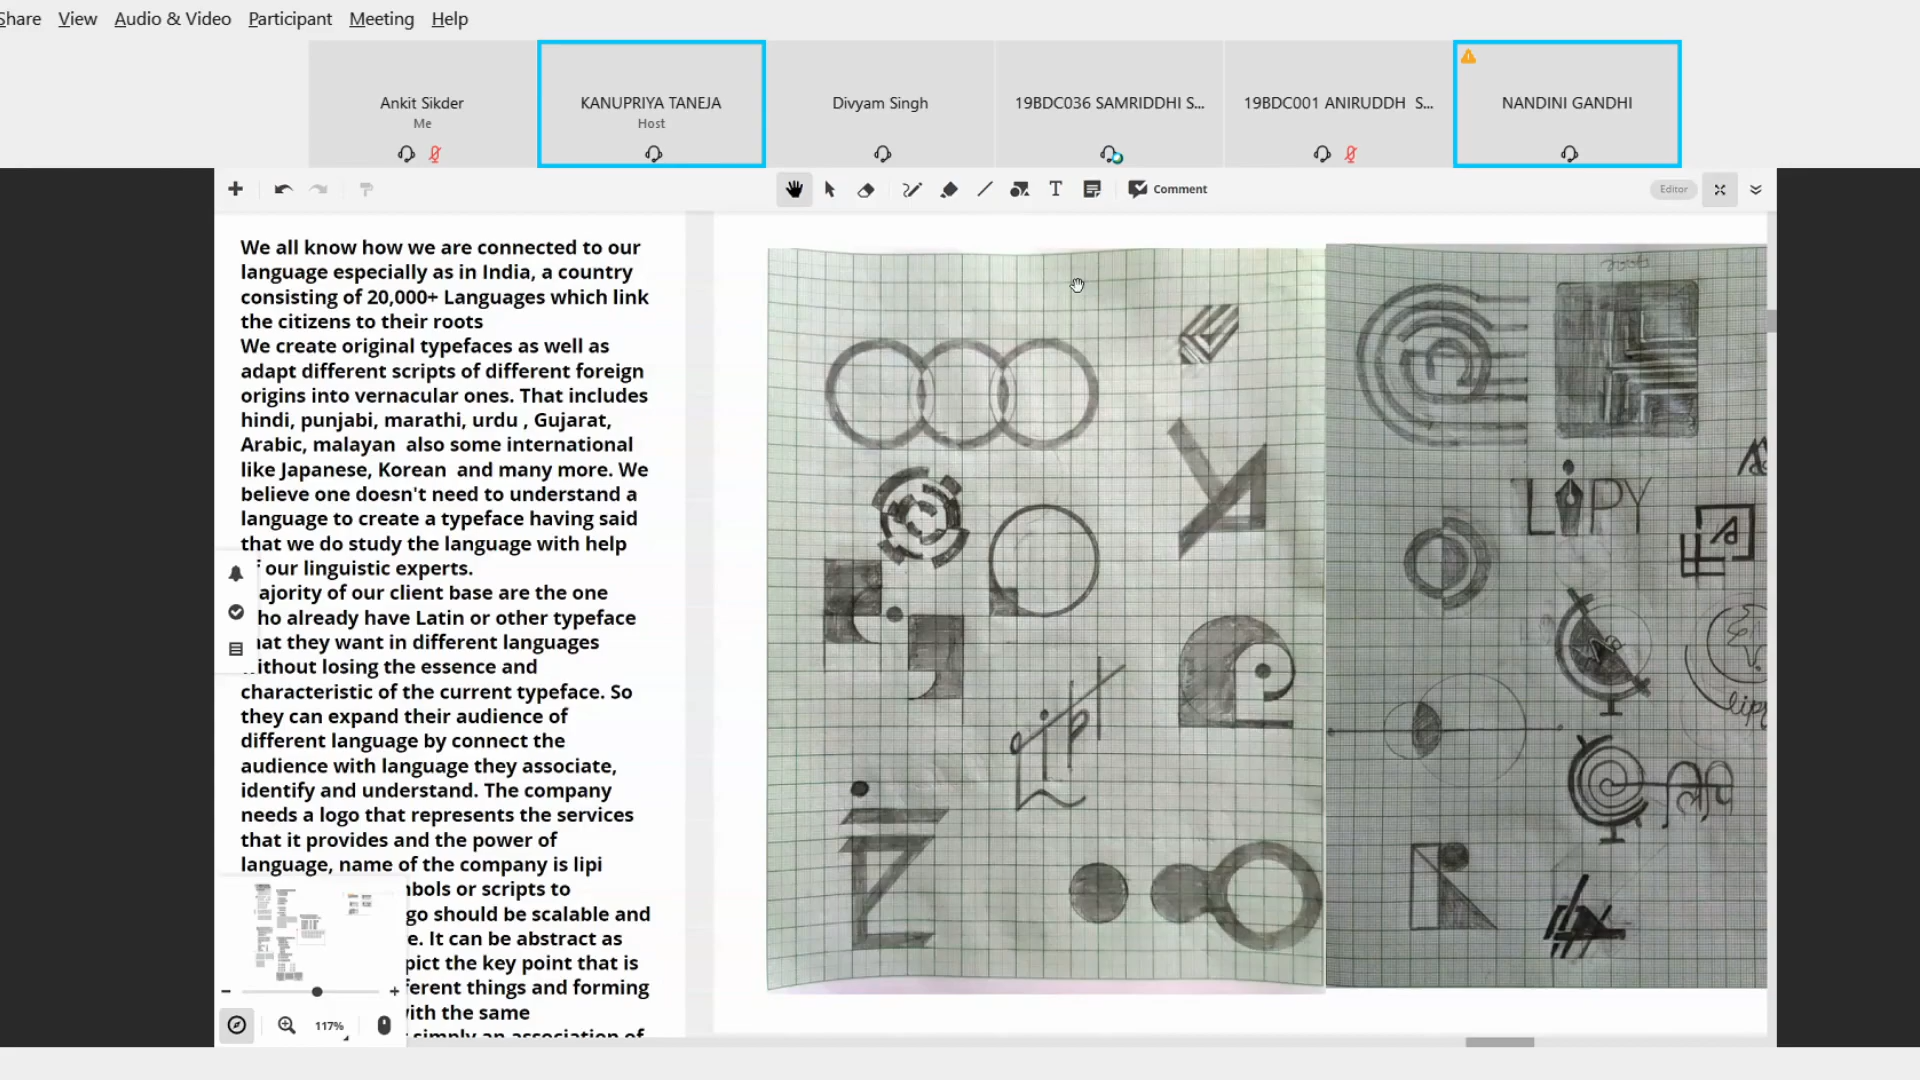 Share View Audio & Video Participant Meeting Help
Ankit Sikder
Me
KANUPRIYA TANEJA
Host
Divyam Singh
19BDC036 SAMRIDDHI S...
19BDC001 ANIRUDDH S...
NANDINI GANDHI
T Comment
Editor
We all know how we are connected to our
language especially as in India, a country
consisting of 20,000+ Languages which link
the citizens to their roots
We create original typefaces as well as
adapt different scripts of different foreign
origins into vernacular ones. That includes
hindi, punjabi, marathi, urdu , Gujarat,
Arabic, malayan also some international
like Japanese, Korean and many more. We
believe one doesn't need to understand a
language to create a typeface having said
that we do study the language with help
our linguistic experts.
ajority of our client base are the one
ho already have Latin or other typeface
hat they want in different languages
ithout losing the essence and
characteristic of the current typeface. So
they can expand their audience of
different language by connect the
audience with language they associate,
identify and understand. The company
needs a logo that represents the services
that it provides and the power of
language, name of the company is lipi
mbols or scripts to
go should be scalable and
e. It can be abstract as
pict the key point that is
ferent things and forming
vith the same
simply an association of
117%
LiPY
lipi
लिपि